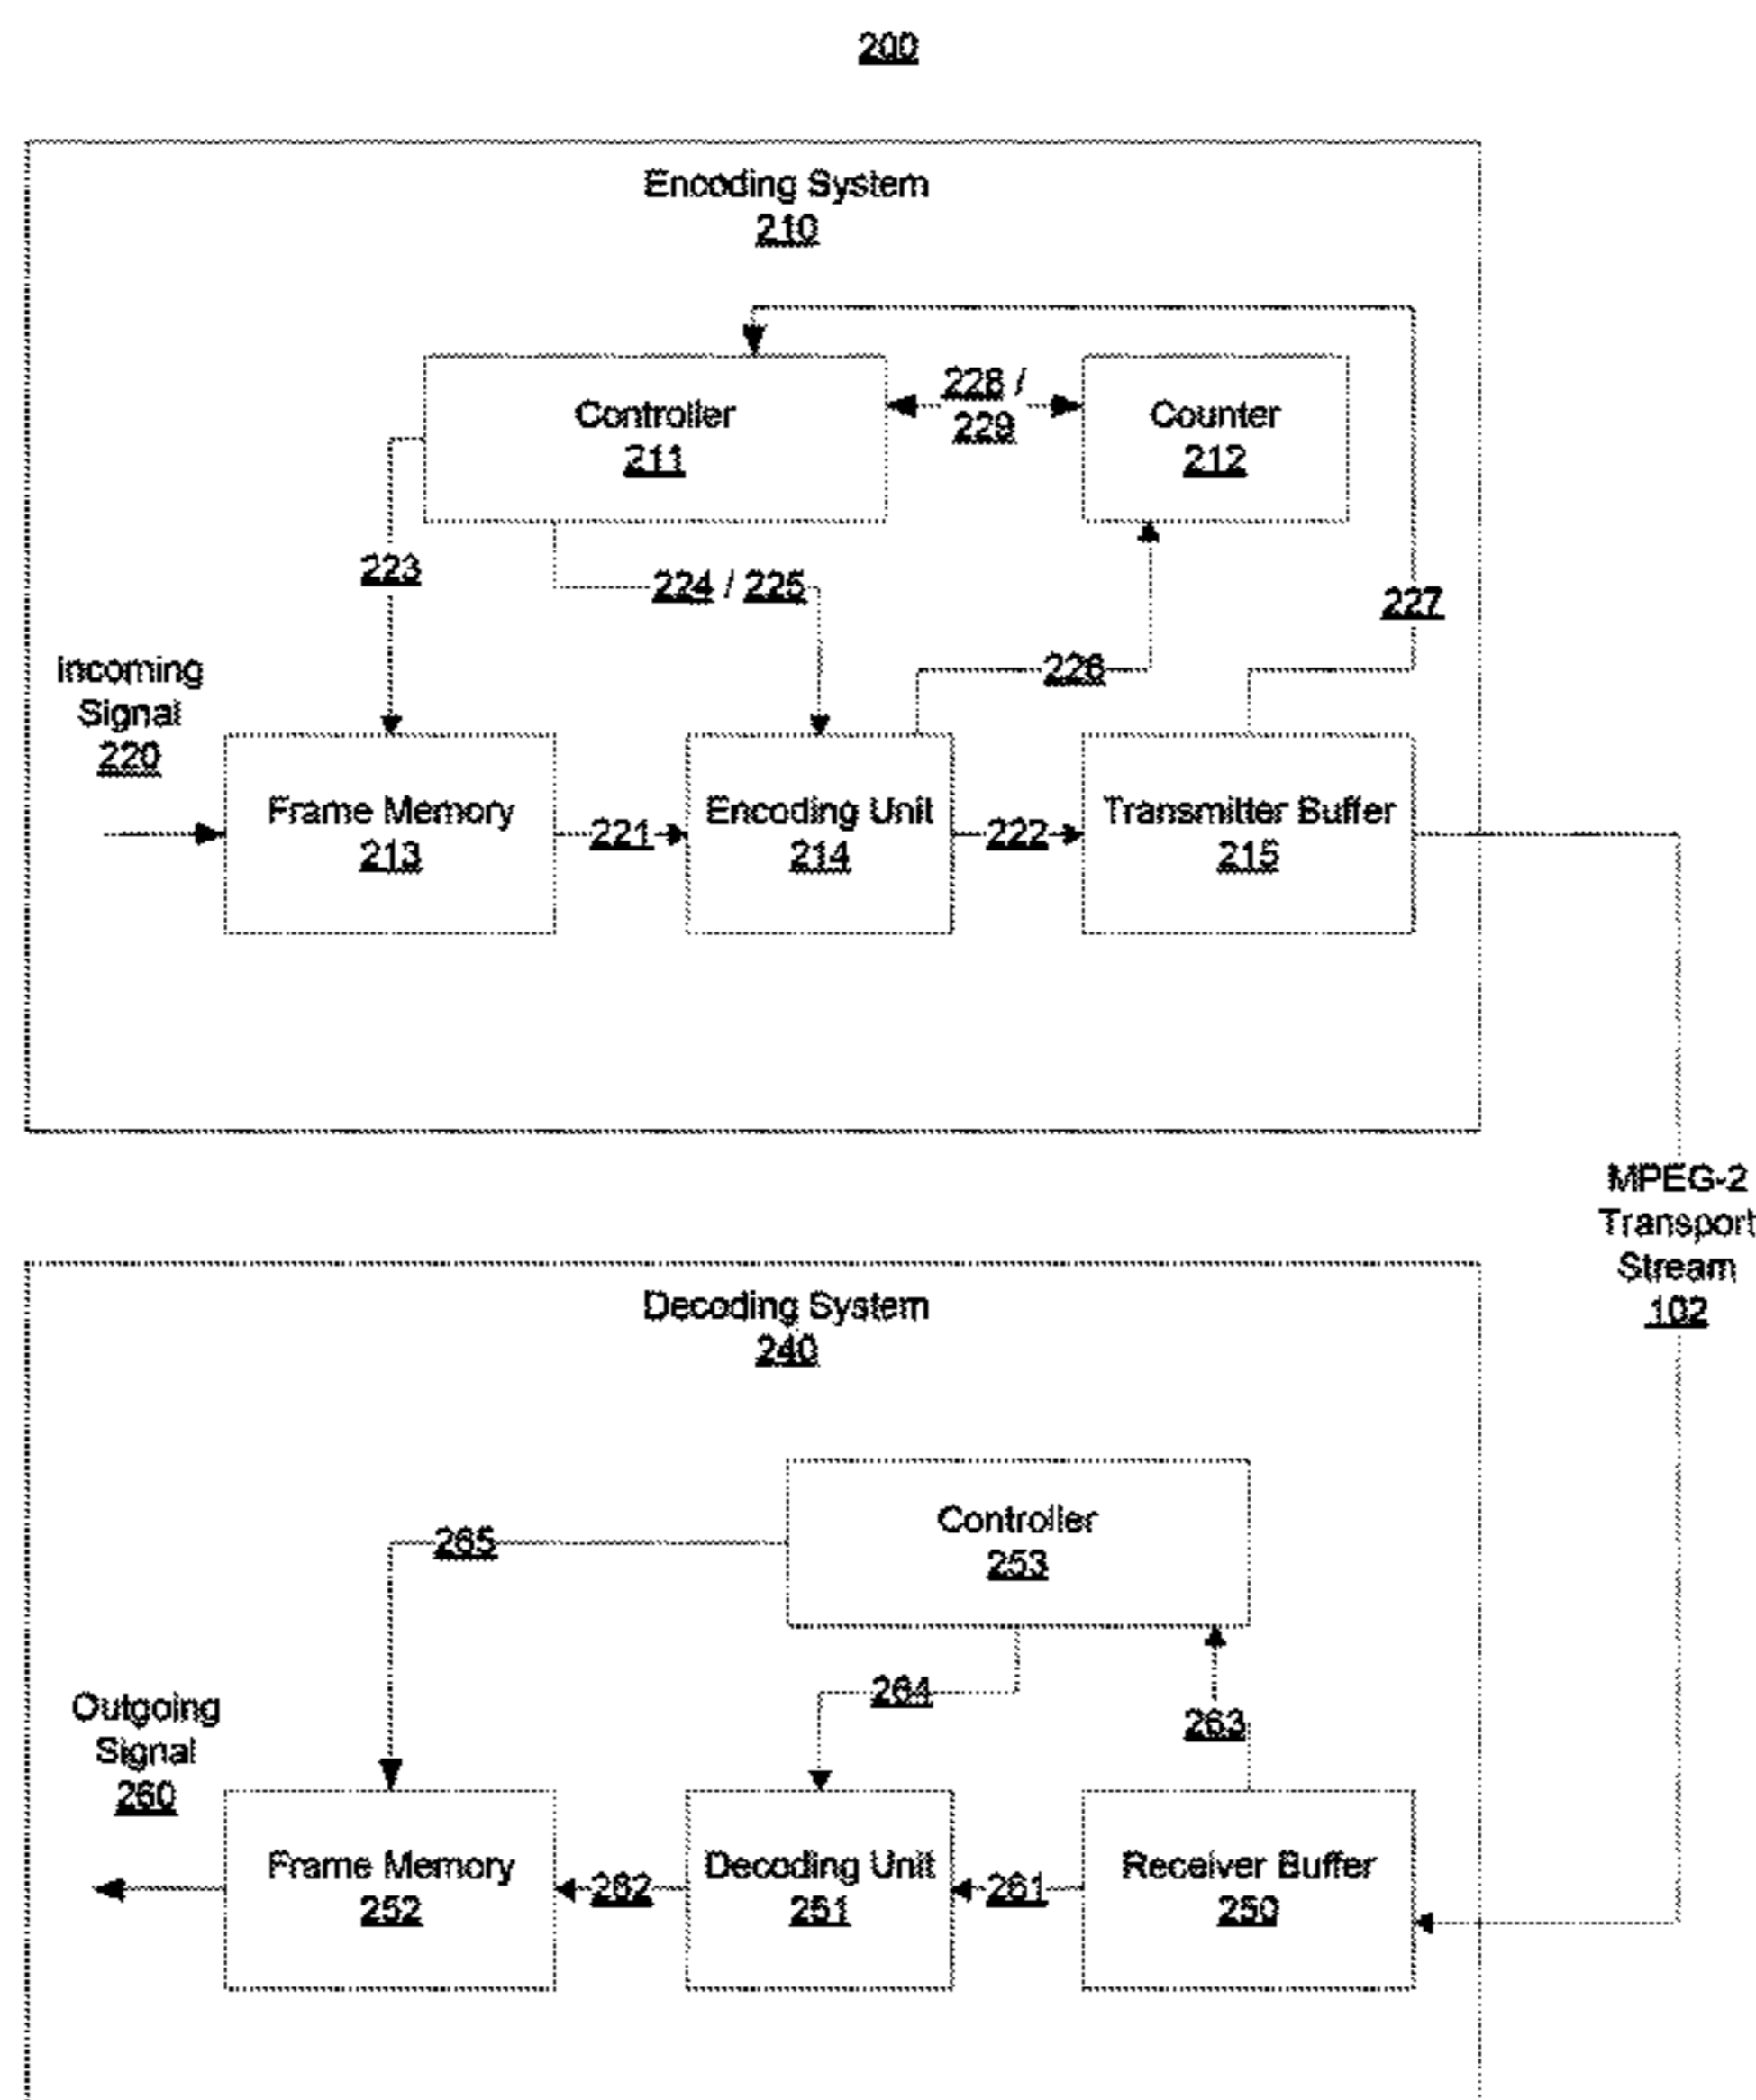 200
Encoding System
210
Controller
211
228 /
229
Counter
212
223
224 / 225
226
227
Incoming
Signal
220
Frame Memory
213
221
Encoding Unit
214
222
Transmitter Buffer
215
MPEG-2
Transport
Stream
102
Decoding System
240
Controller
253
265
264
263
Outgoing
Signal
260
Frame Memory
252
262
Decoding Unit
251
261
Receiver Buffer
250